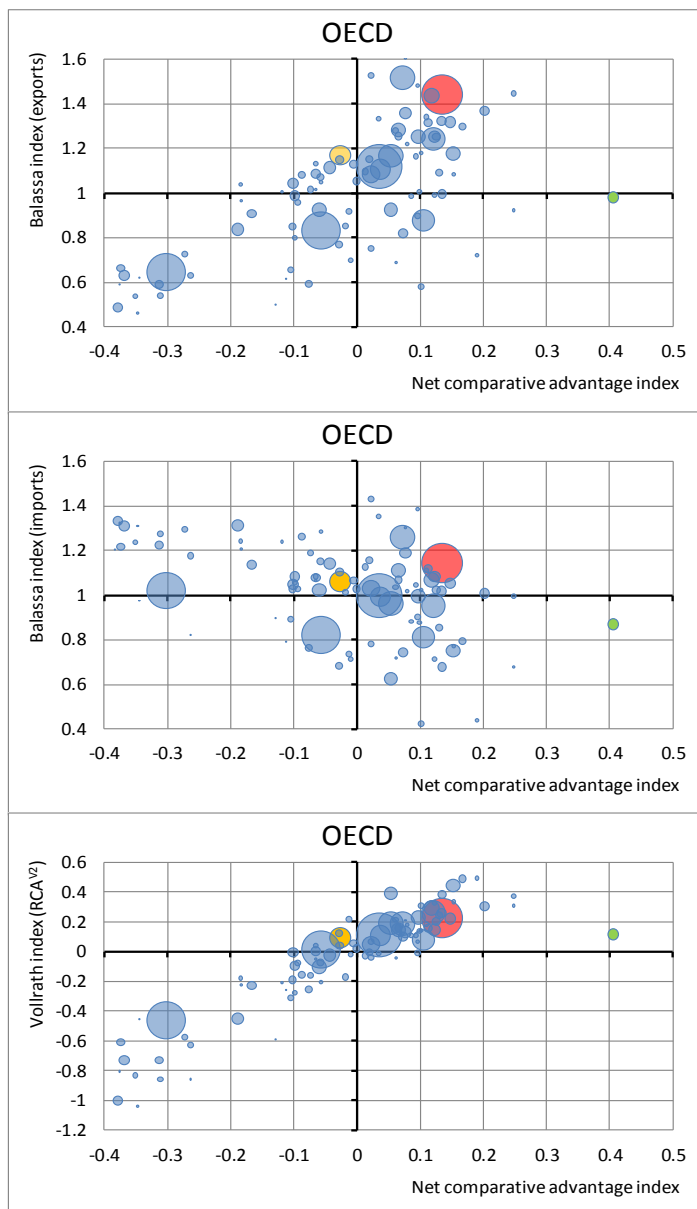 OECD
Balassa index (exports)
1.6
1.4
1.2
1
0.8
0.6
0.4
-0.4 -0.3 -0.2 -0.1 0 0.1 0.2 0.3 0.4 0.5
Net comparative advantage index
OECD
Balassa index (imports)
1.6
1.4
1.2
1
0.8
0.6
0.4
-0.4 -0.3 -0.2 -0.1 0 0.1 0.2 0.3 0.4 0.5
Net comparative advantage index
OECD
Vollrath index (RCA^V2)
0.6
0.4
0.2
0
-0.2
-0.4
-0.6
-0.8
-1
-1.2
-0.4 -0.3 -0.2 -0.1 0 0.1 0.2 0.3 0.4 0.5
Net comparative advantage index